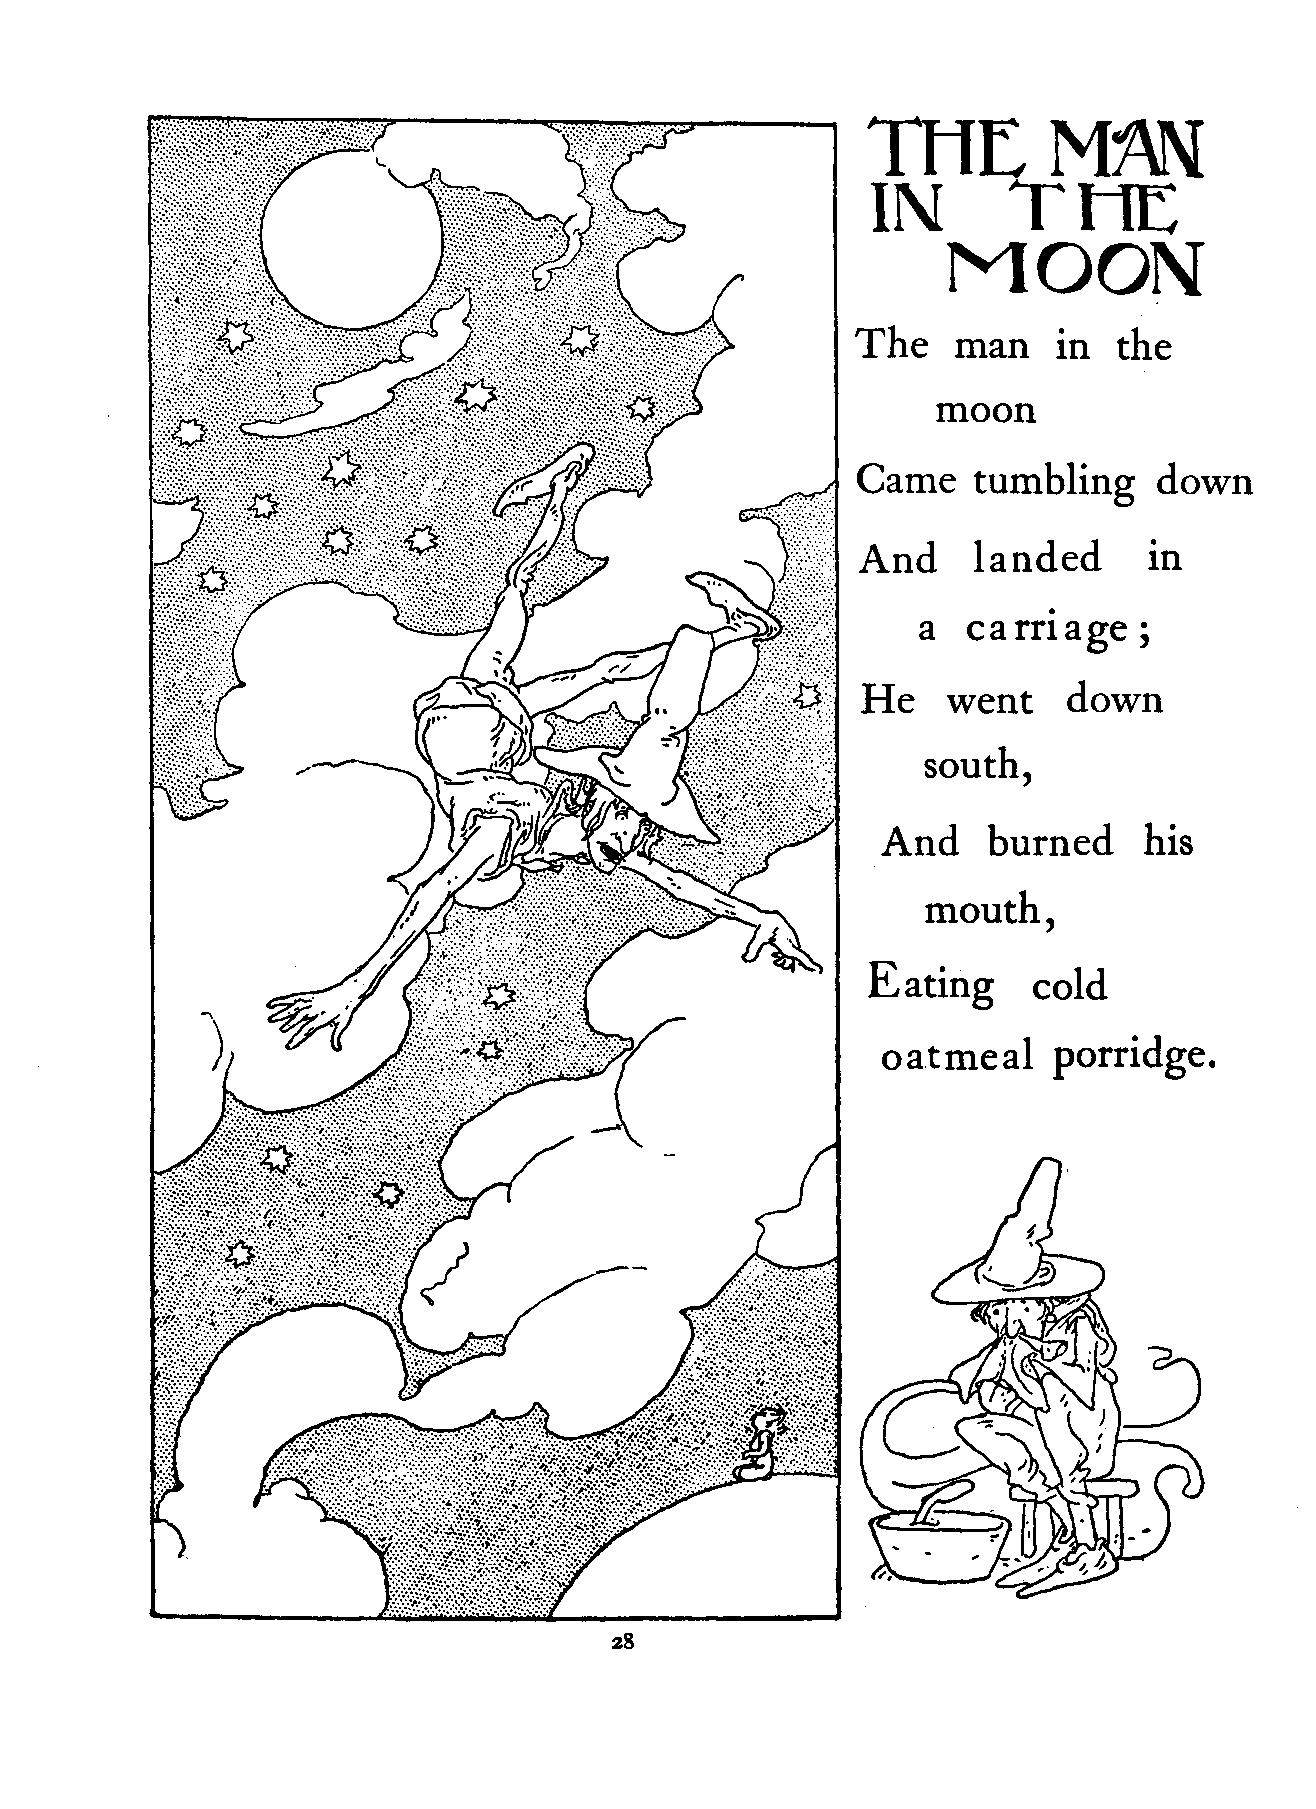 THE MAN
IN THE
MOON
The man in the
moon
Came tumbling down
And landed in
a carriage;
He went down
south,
And burned his
mouth,
Eating cold
oatmeal porridge.
28